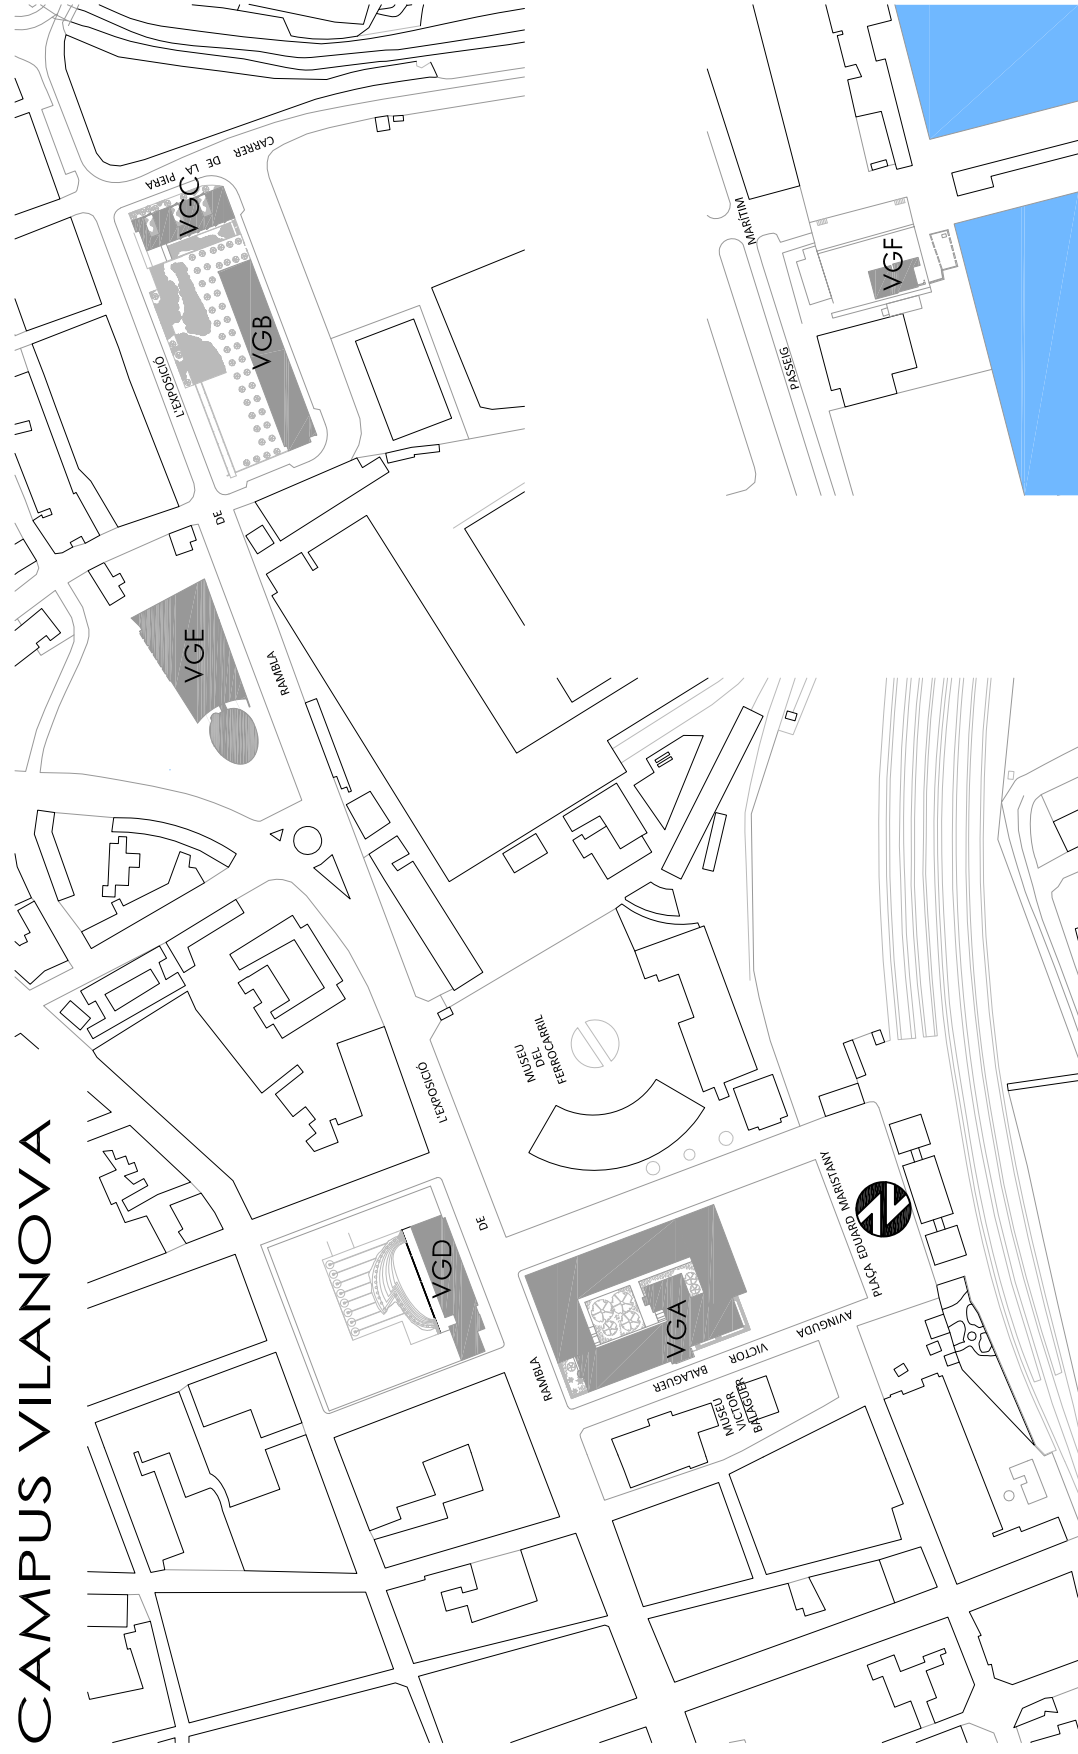 CAMPUS VILANOVA
CARRER DE LA PIERA
VGC
VGB
L'EXPOSICIÓ
DE
RAMBLA
VGE
MARÍTIM
PASSEIG
VGF
L'EXPOSICIÓ
DE
RAMBLA
MUSEU
DEL
FERROCARRIL
VGD
VGA
PLAÇA EDUARD MARISTANY
AVINGUDA VICTOR BALAGUER
MUSEU
VICTOR
BALAGUER